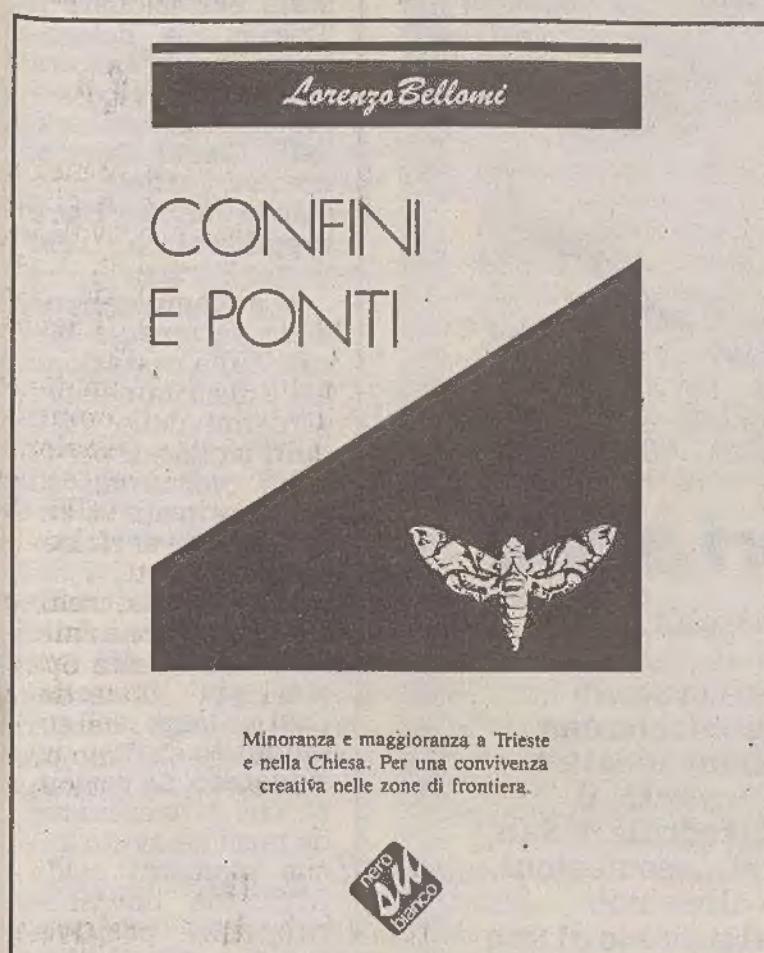 Lorenzo Bellomi
CONFINI
E PONTI
Minoranza e maggioranza a Trieste
e nella Chiesa. Per una convivenza
creativa nelle zone di frontiera.
nero
su
bianco